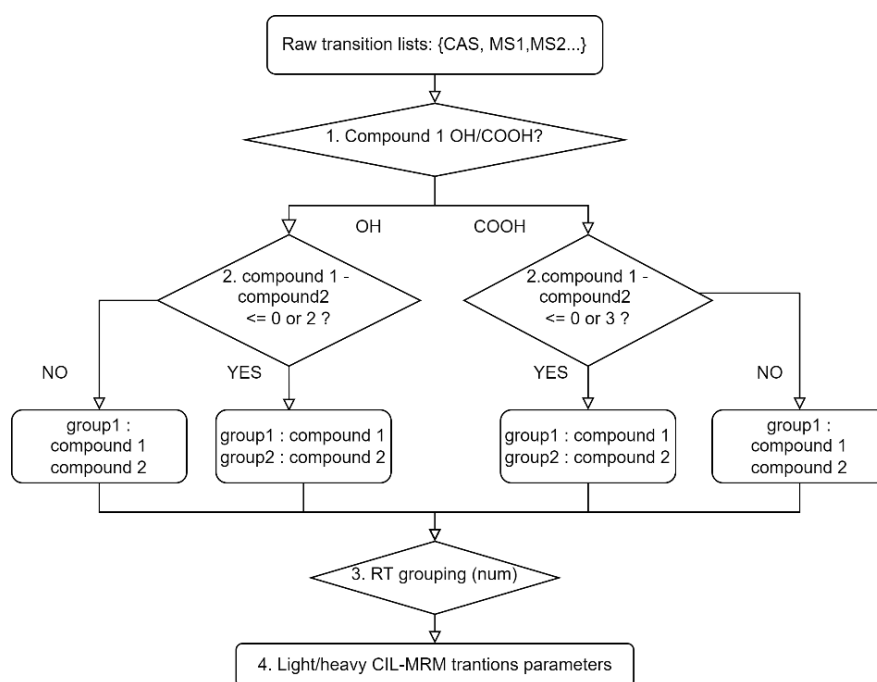 Raw transition lists: {CAS, MS1,MS2...}
1. Compound 1 OH/COOH?
OH
COOH
2. compound 1 -
compound2
<= 0 or 2 ?
2.compound 1 -
compound2
<= 0 or 3 ?
NO
YES
YES
NO
group1 :
compound 1
compound 2
group1 : compound 1
group2 : compound 2
group1 : compound 1
group2 : compound 2
group1 :
compound 1
compound 2
3. RT grouping (num)
4. Light/heavy CIL-MRM trantions parameters